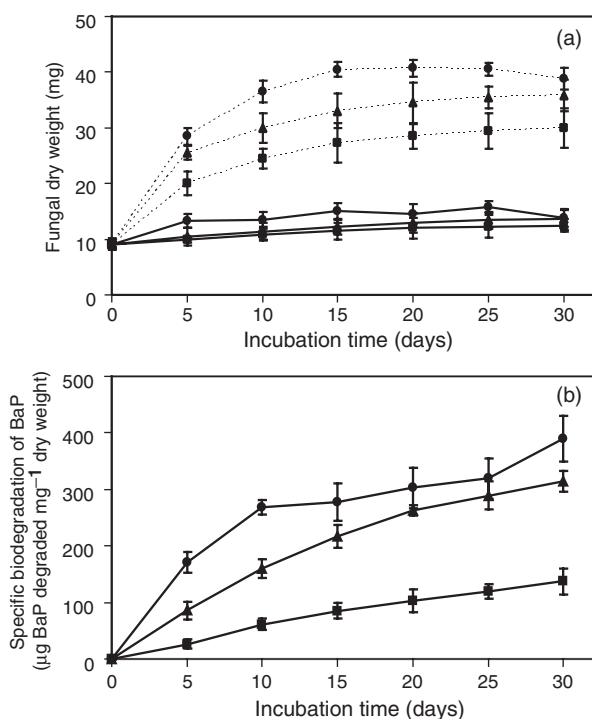 (a)
Fungal dry weight (mg)
50
40
30
20
10
0
0 5 10 15 20 25 30
Incubation time (days)
(b)
Specific biodegradation of BaP
(μg BaP degraded mg⁻¹ dry weight)
500
400
300
200
100
0
0 5 10 15 20 25 30
Incubation time (days)